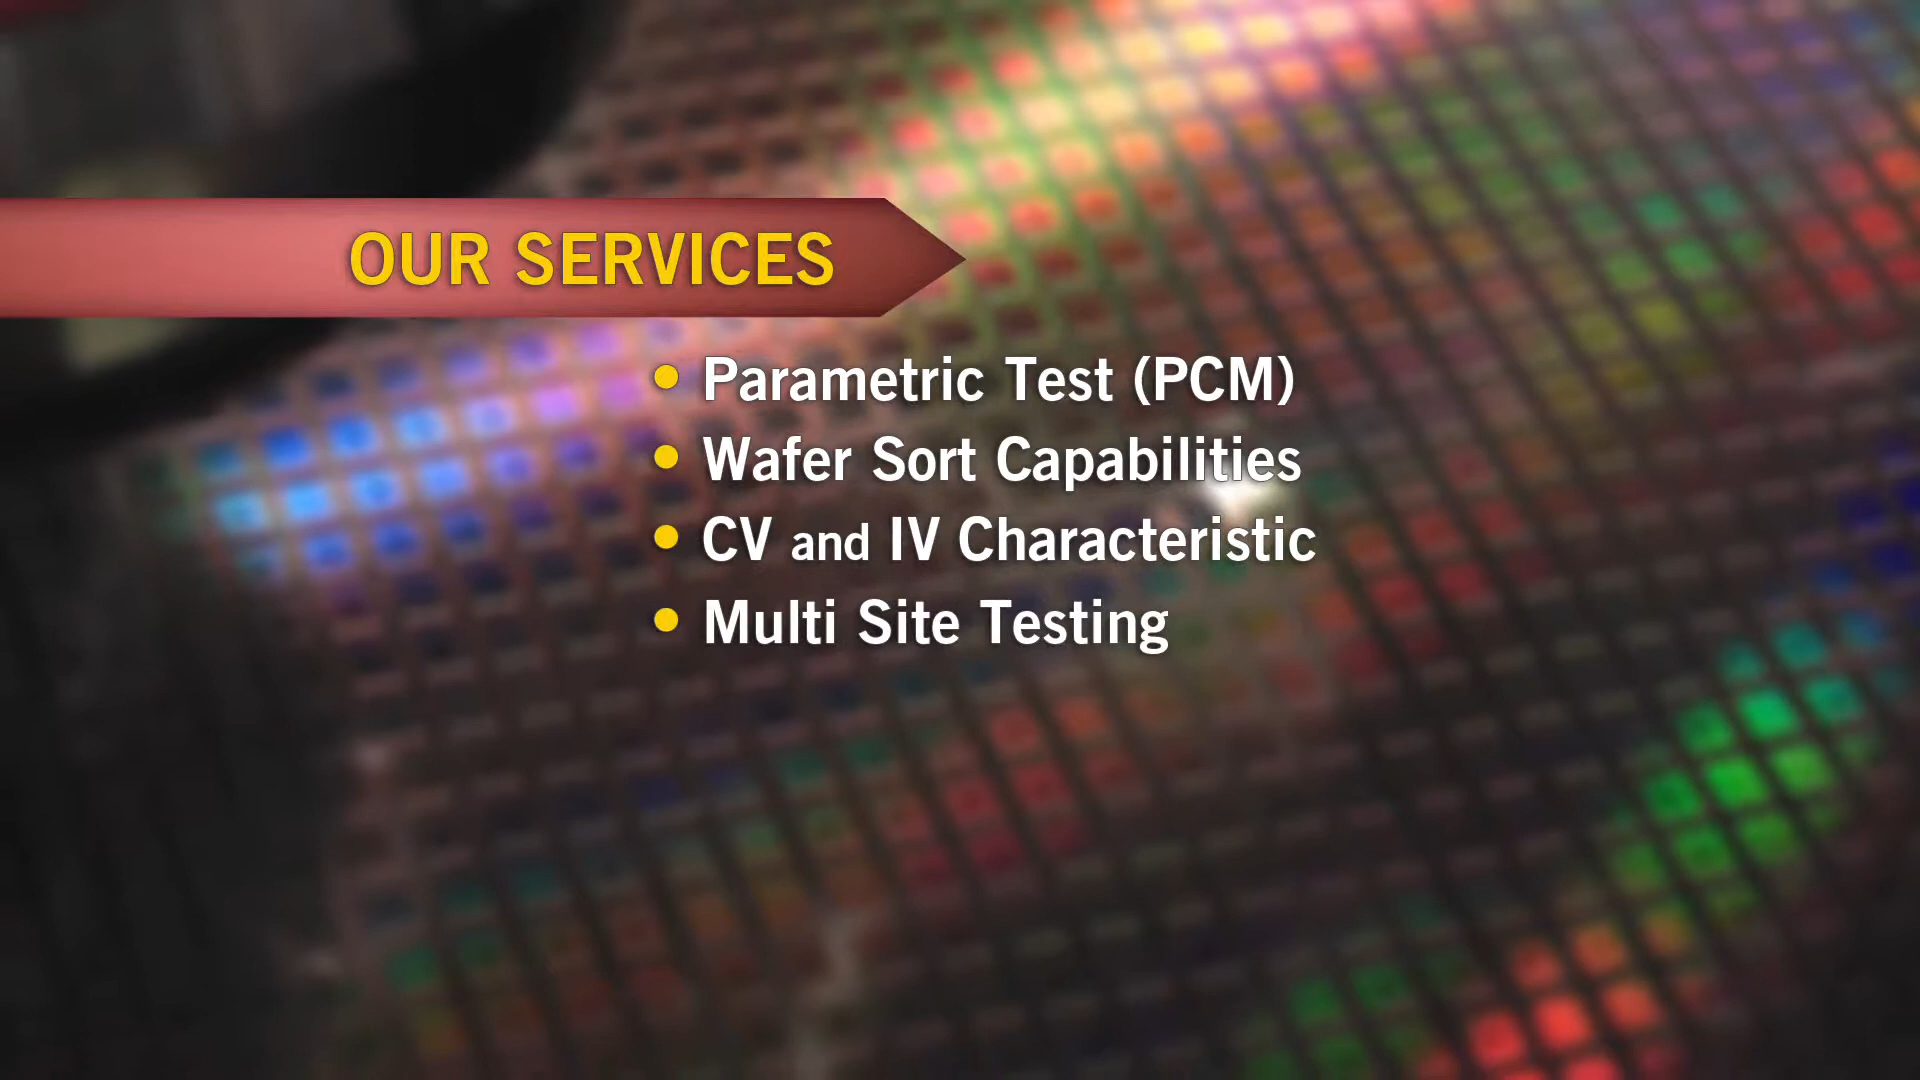 OUR SERVICES
• Parametric Test (PCM)
• Wafer Sort Capabilities
• CV and IV Characteristic
• Multi Site Testing